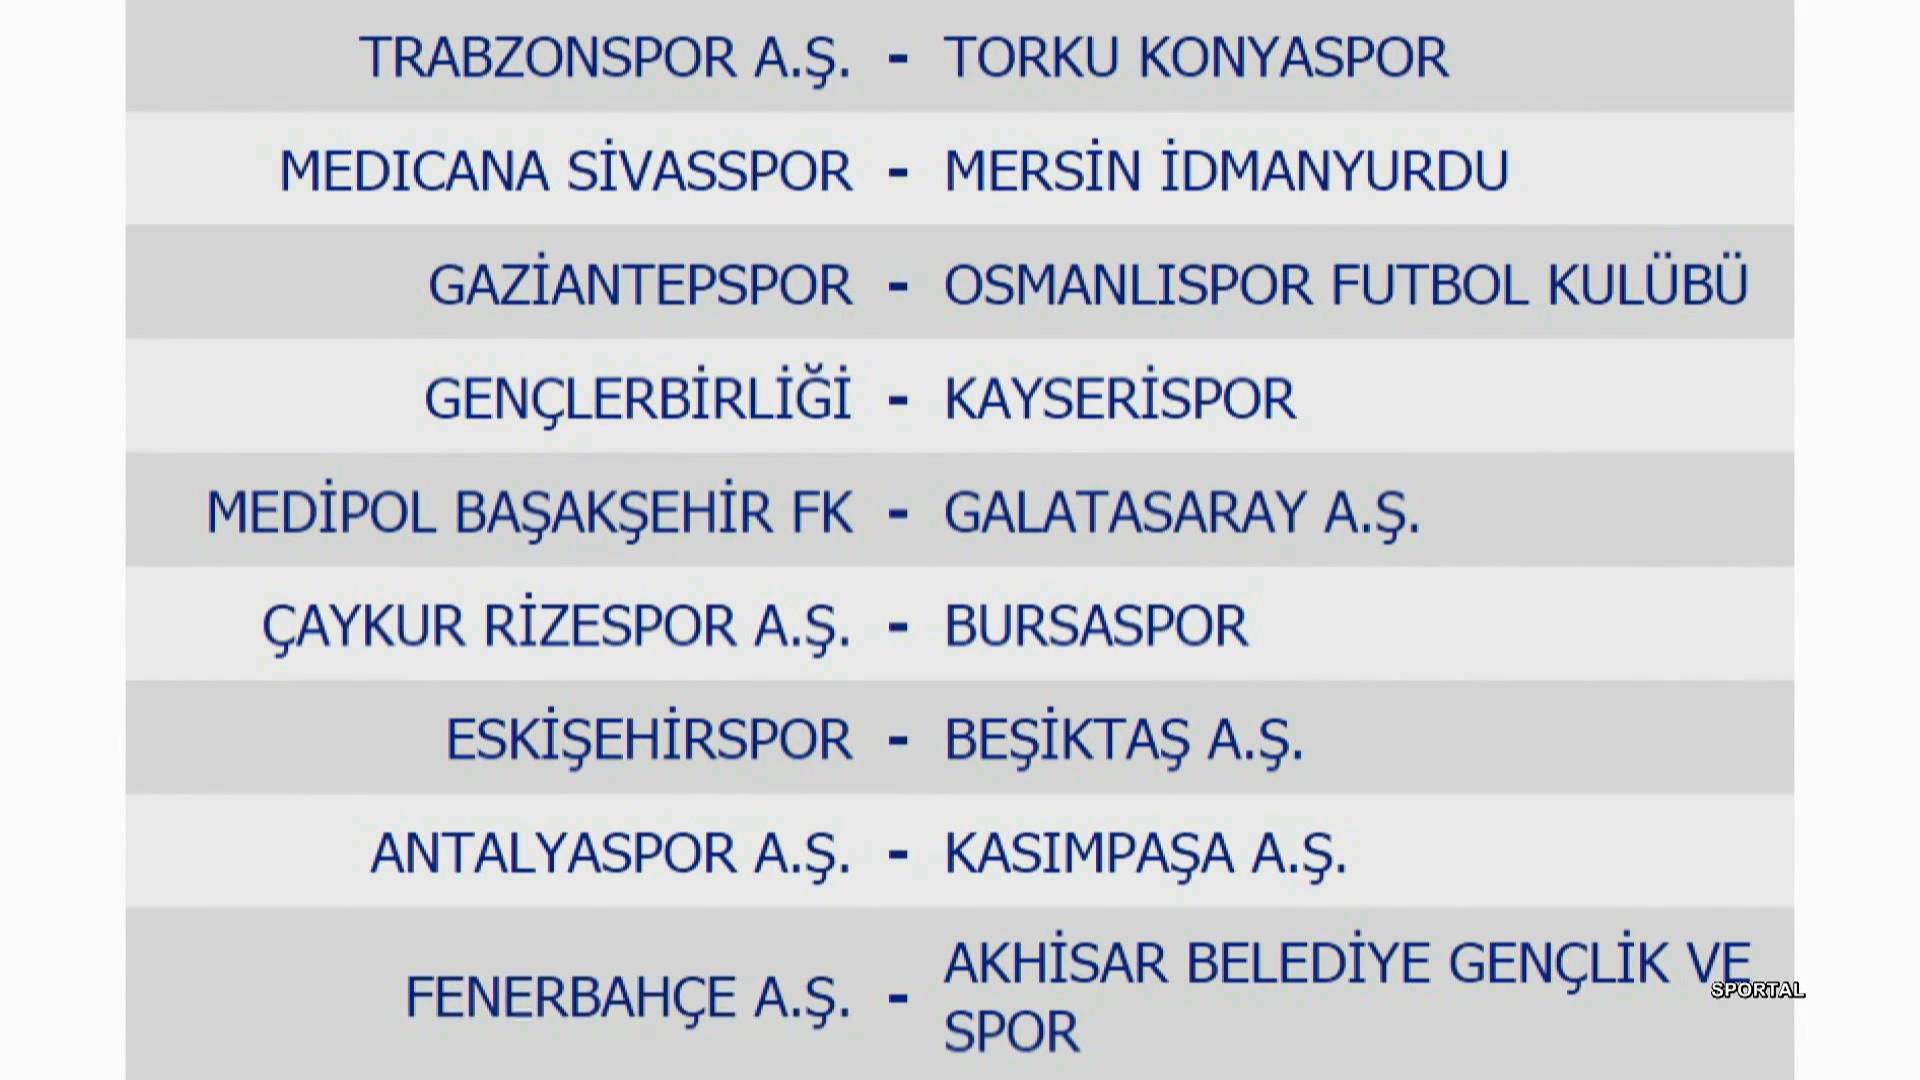 TRABZONSPOR A.Ş. - TORKU KONYASPOR
MEDICANA SİVASSPOR - MERSİN İDMANYURDU
GAZİANTEPSPOR - OSMANLISPOR FUTBOL KULÜBÜ
GENÇLERBİRLİĞİ - KAYSERİSPOR
MEDİPOL BAŞAKŞEHİR FK - GALATASARAY A.Ş.
ÇAYKUR RİZESPOR A.Ş. - BURSASPOR
ESKİŞEHİRSPOR - BEŞİKTAŞ A.Ş.
ANTALYASPOR A.Ş. - KASIMPAŞA A.Ş.
FENERBAHÇE A.Ş. - AKHİSAR BELEDİYE GENÇLİK VE
SPOR
SPORTAL